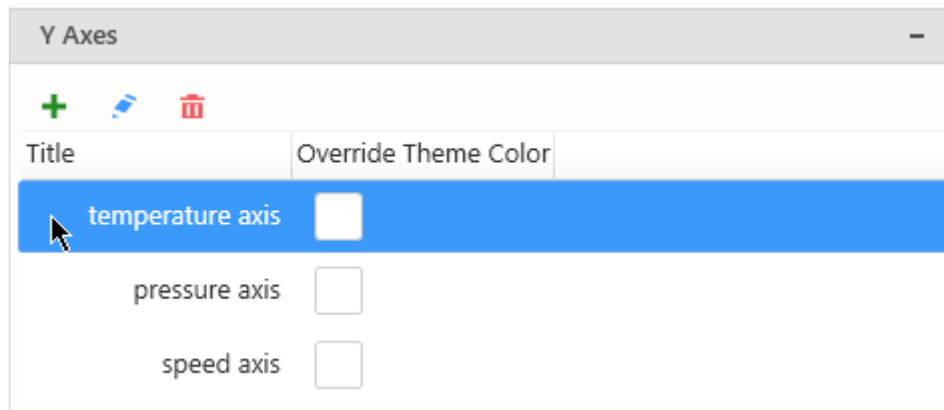 Y Axes
Title Override Theme Color
temperature axis
pressure axis
speed axis